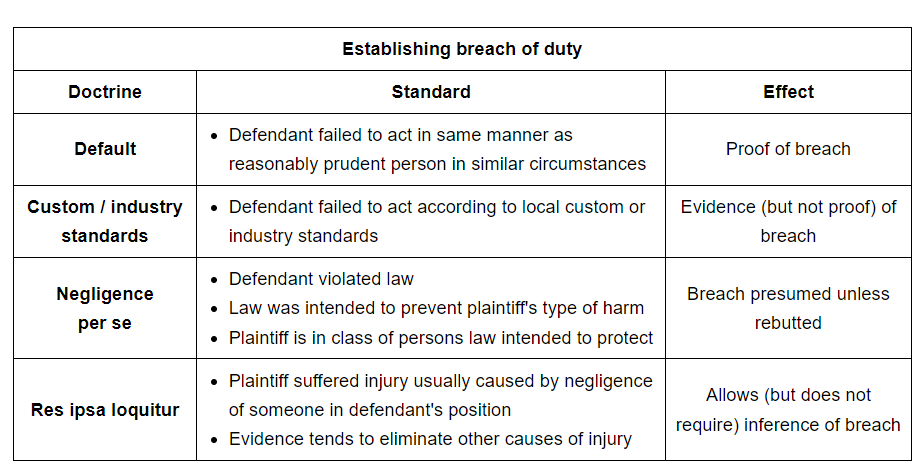 Establishing breach of duty
Doctrine
Standard
Effect
Default
• Defendant failed to act in same manner as
reasonably prudent person in similar circumstances
Proof of breach
Custom / industry
standards
• Defendant failed to act according to local custom or
industry standards
Evidence (but not proof) of
breach
Negligence
per se
• Defendant violated law
• Law was intended to prevent plaintiff's type of harm
• Plaintiff is in class of persons law intended to protect
Breach presumed unless
rebutted
Res ipsa loquitur
• Plaintiff suffered injury usually caused by negligence
of someone in defendant's position
• Evidence tends to eliminate other causes of injury
Allows (but does not
require) inference of breach